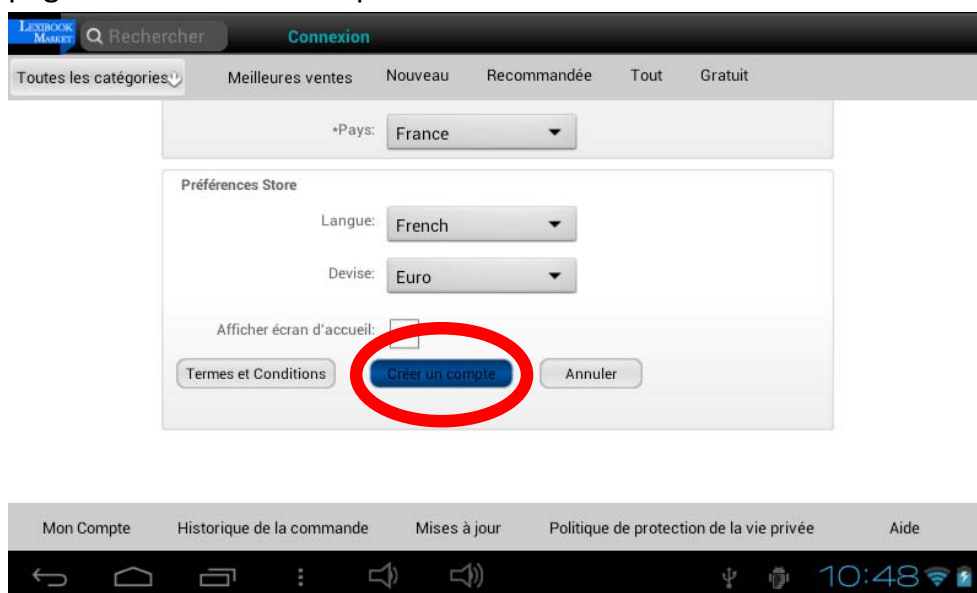 LEXIBOOK
MARKET
Rechercher
Connexion
Toutes les catégories
Meilleures ventes
Nouveau
Recommandée
Tout
Gratuit
*Pays:
France
Préférences Store
Langue:
French
Devise:
Euro
Afficher écran d'accueil:
Termes et Conditions
Créer un compte
Annuler
Mon Compte
Historique de la commande
Mises à jour
Politique de protection de la vie privée
Aide
10:48